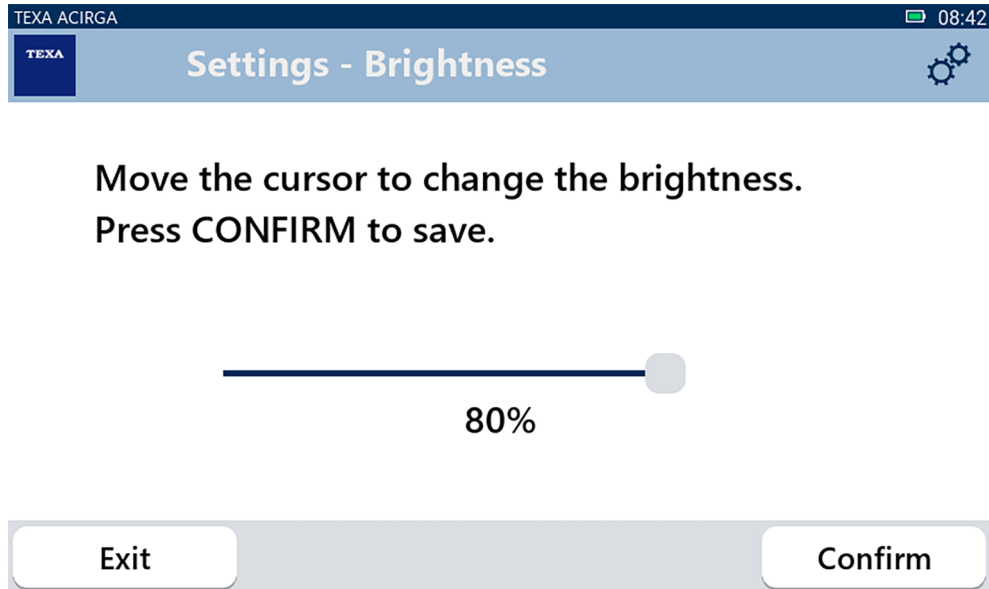 TEXA ACIRGA 08:42
TEXA Settings - Brightness
Move the cursor to change the brightness.
Press CONFIRM to save.
80%
Exit Confirm